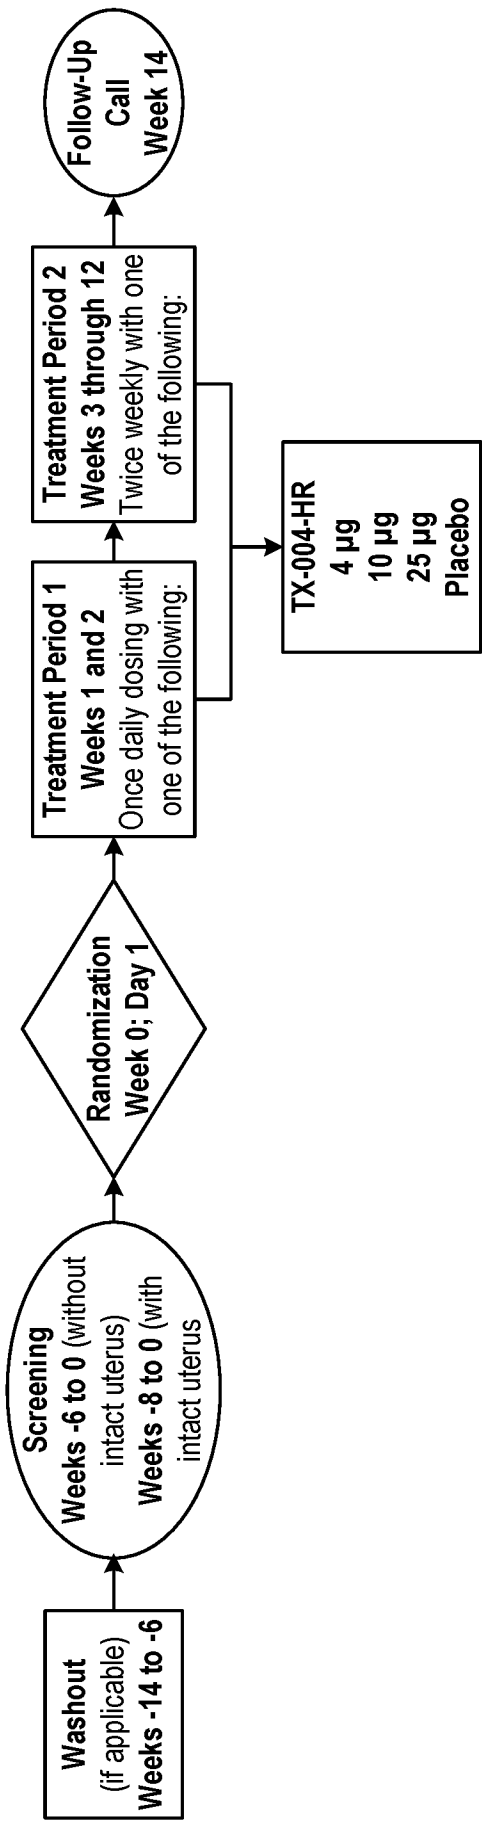 Washout
(if applicable)
Weeks -14 to -6
Screening
Weeks -6 to 0 (without
intact uterus)
Weeks -8 to 0 (with
intact uterus
Randomization
Week 0; Day 1
Treatment Period 1
Weeks 1 and 2
Once daily dosing with
one of the following:
Treatment Period 2
Weeks 3 through 12
Twice weekly with one
of the following:
Follow-Up
Call
Week 14
TX-004-HR
4 µg
10 µg
25 µg
Placebo